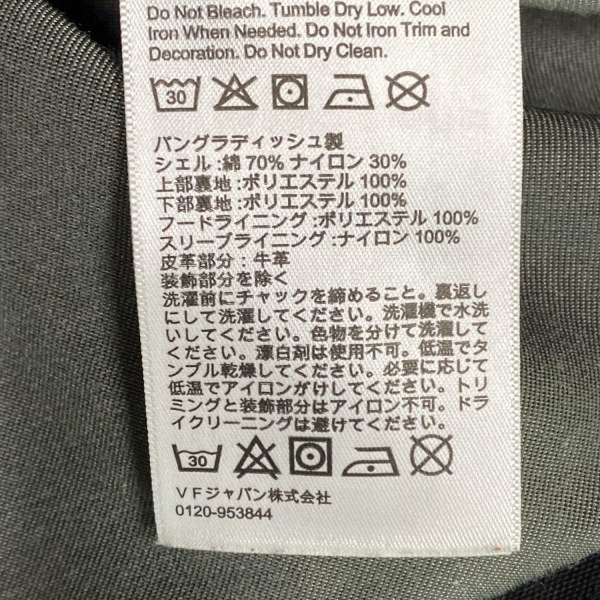 Do Not Bleach. Tumble Dry Low. Cool
Iron When Needed. Do Not Iron Trim and
Decoration. Do Not Dry Clean.
30
バングラディッシュ製
シェル:綿 70% ナイロン 30%
上部裏地 :ポリエステル 100%
下部裏地 :ポリエステル 100%
フードライニング :ポリエステル 100%
スリーブライニング :ナイロン 100%
皮革部分 : 牛革
装飾部分を除く
洗濯前にチャックを締めること。裏返し
にして洗濯してください。洗濯機で水洗
いしてください。色物を分けて洗濯して
ください。漂白剤は使用不可。低温でタ
ンブル乾燥してください。必要に応じて
低温でアイロンがけしてください。トリ
ミングと装飾部分はアイロン不可。ドラ
イクリーニングは避けてください。
30
VFジャパン株式会社
0120-953844